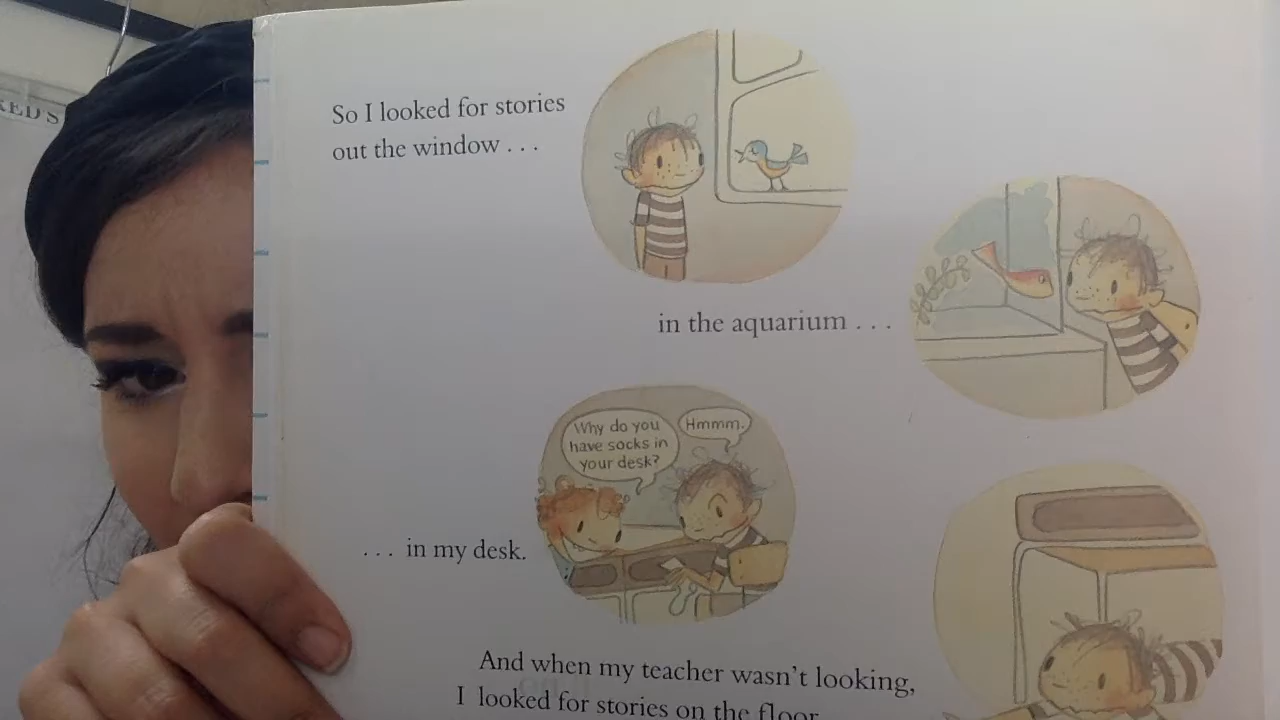 So I looked for stories
out the window . . .
in the aquarium . . .
Why do you
have socks in
your desk?
Hmmm.
. . . in my desk.
And when my teacher wasn't looking,
I looked for stories on the floor